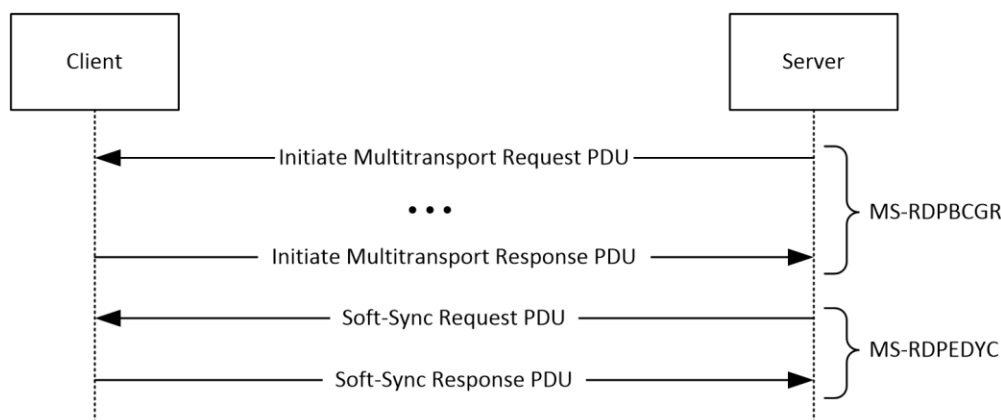 Client
Server
Initiate Multitransport Request PDU
MS-RDPBCGR
Initiate Multitransport Response PDU
Soft-Sync Request PDU
MS-RDPEDYC
Soft-Sync Response PDU